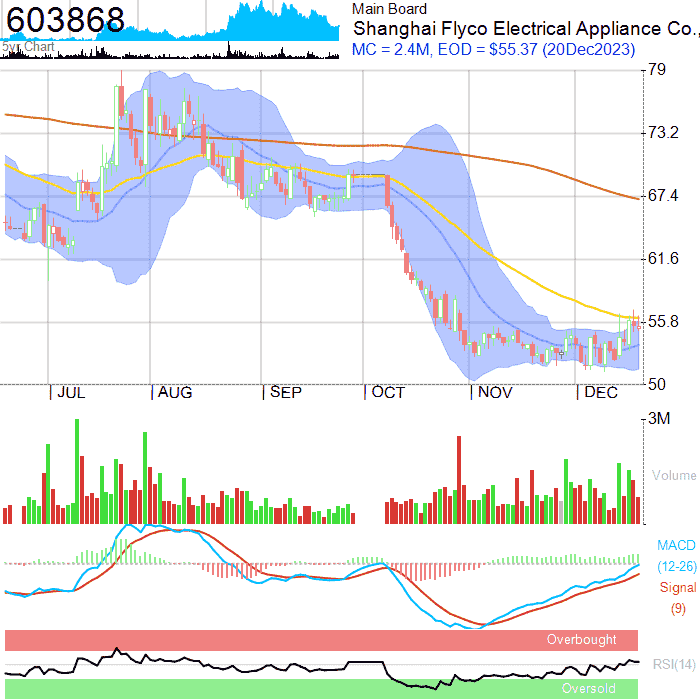 603868
5yr Chart
Main Board
Shanghai Flyco Electrical Appliance Co.,
MC = 2.4M, EOD = $55.37 (20Dec2023)
79
73.2
67.4
61.6
55.8
50
JUL AUG SEP OCT NOV DEC
3M
Volume
MACD
(12-26)
Signal
(9)
Overbought
RSI(14)
Oversold